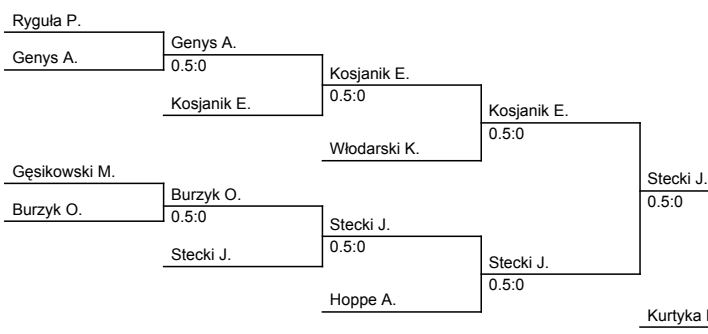 Ryguła P.
Genys A.
Genys A.
0.5:0
Kosjanik E.
Kosjanik E.
0.5:0
Włodarski K.
Kosjanik E.
0.5:0
Gęsikowski M.
Burzyk O.
Burzyk O.
0.5:0
Stecki J.
Stecki J.
0.5:0
Hoppe A.
Stecki J.
0.5:0
Stecki J.
0.5:0
Kurtyka